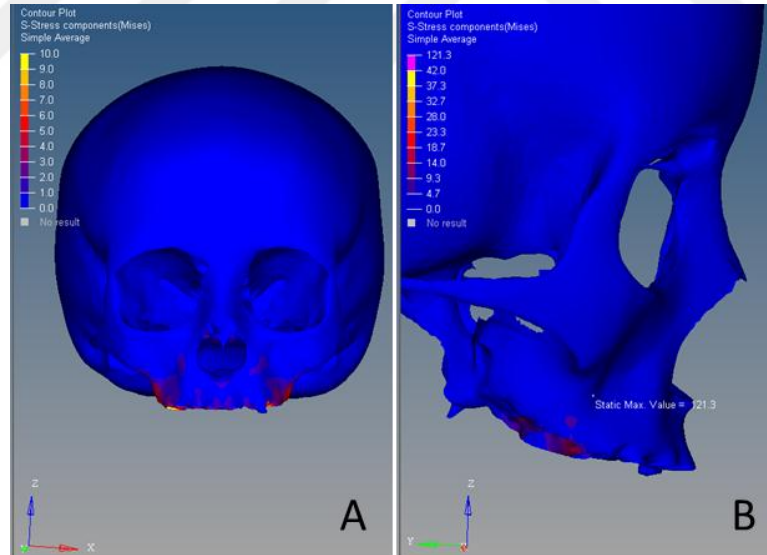 Contour Plot
S-Stress components(Mises)
Simple Average
10.0
9.0
8.0
7.0
6.0
5.0
4.0
3.0
2.0
1.0
0.0
No result
Z
X
A
Contour Plot
S-Stress components(Mises)
Simple Average
121.3
42.0
37.3
32.7
28.0
23.3
18.7
14.0
9.3
4.7
0.0
No result
Static Max. Value = 121.3
Z
Y
B